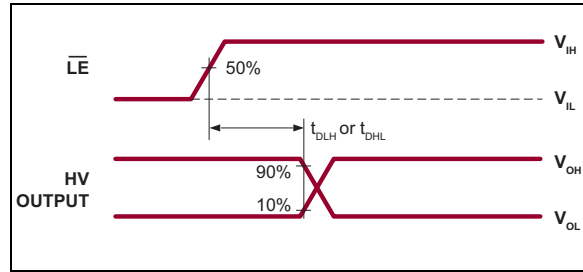 LE
V_IH
50%
V_IL
t_DLH or t_DHL
HV
OUTPUT
90%
V_OH
10%
V_OL